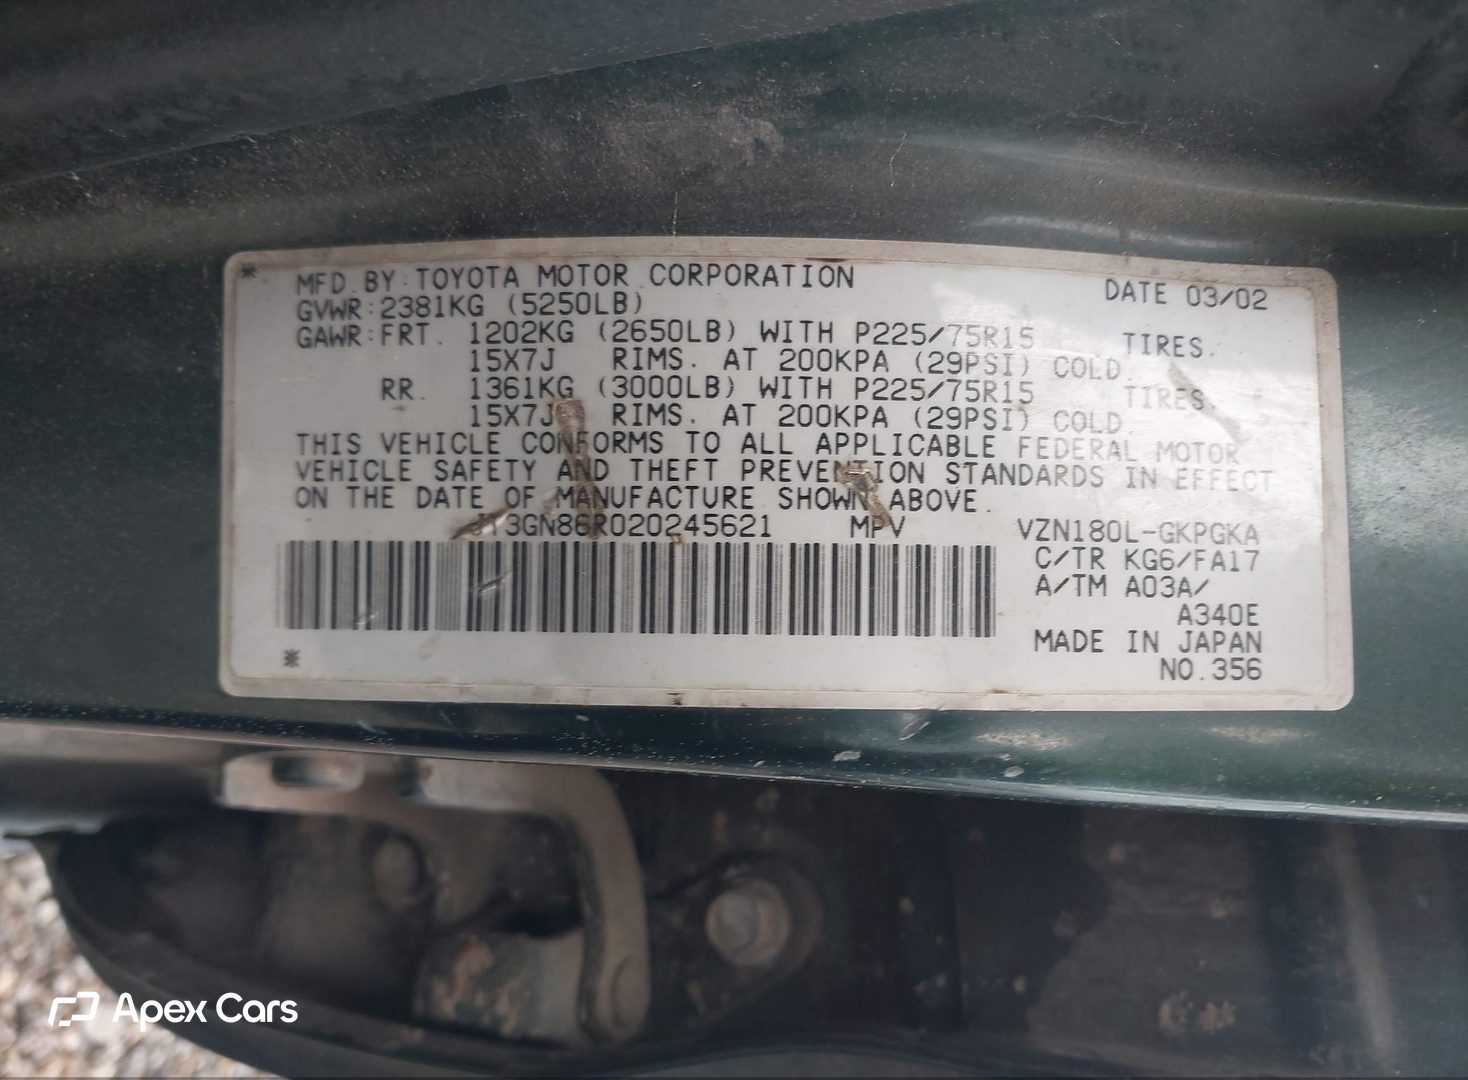 MFD. BY: TOYOTA MOTOR CORPORATION DATE 03/02
GVWR: 2381KG (5250LB)
GAWR: FRT. 1202KG (2650LB) WITH P225/75R15 TIRES.
15X7J RIMS. AT 200KPA (29PSI) COLD.
RR. 1361KG (3000LB) WITH P225/75R15 TIRES.
15X7J RIMS. AT 200KPA (29PSI) COLD.
THIS VEHICLE CONFORMS TO ALL APPLICABLE FEDERAL MOTOR
VEHICLE SAFETY AND THEFT PREVENTION STANDARDS IN EFFECT
ON THE DATE OF MANUFACTURE SHOWN ABOVE.
T3GN86R020245621 MPV VZN180L-GKPGKA
C/TR KG6/FA17
A/TM A03A/
A340E
MADE IN JAPAN
NO.356
Apex Cars